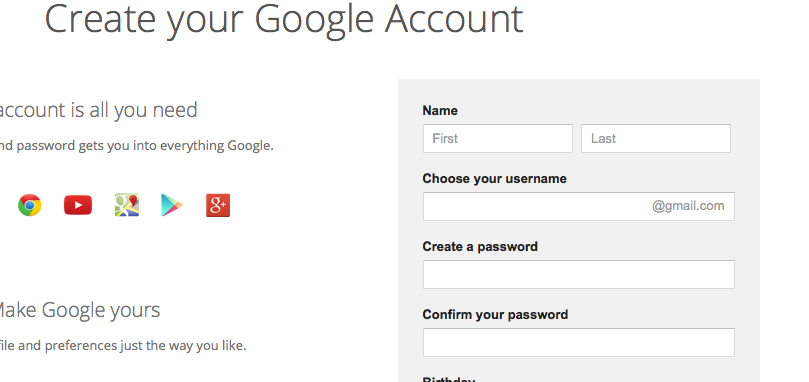 Create your Google Account
account is all you need
nd password gets you into everything Google.
Make Google yours
file and preferences just the way you like.
Name
First Last
Choose your username
@gmail.com
Create a password
Confirm your password
Birthday